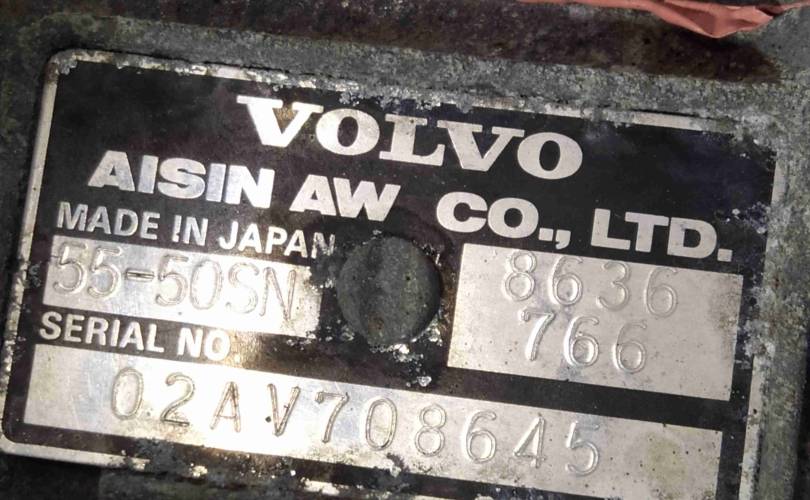 VOLVO
AISIN AW CO., LTD.
MADE IN JAPAN
55-50SN
8636
766
SERIAL NO.
02AV708645